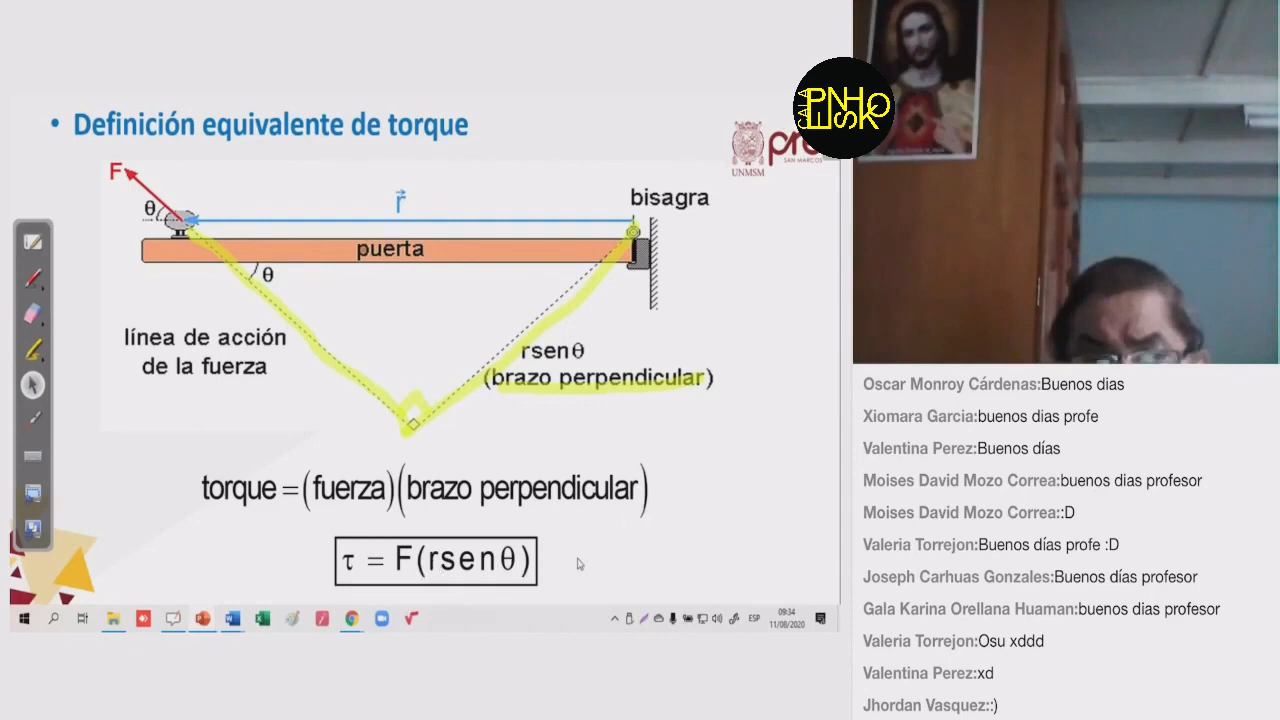 • Definición equivalente de torque
CALA
PNHO
ESK
pre
SAN MARCOS
UNMSM
F
θ
r
bisagra
puerta
θ
línea de acción
de la fuerza
rsenθ
(brazo perpendicular)
torque = (fuerza)(brazo perpendicular)
τ = F(rsenθ)
ESP
09:34
11/08/2020
Oscar Monroy Cárdenas:Buenos dias
Xiomara Garcia:buenos dias profe
Valentina Perez:Buenos días
Moises David Mozo Correa:buenos dias profesor
Moises David Mozo Correa::D
Valeria Torrejon:Buenos días profe :D
Joseph Carhuas Gonzales:Buenos días profesor
Gala Karina Orellana Huaman:buenos dias profesor
Valeria Torrejon:Osu xddd
Valentina Perez:xd
Jhordan Vasquez::)